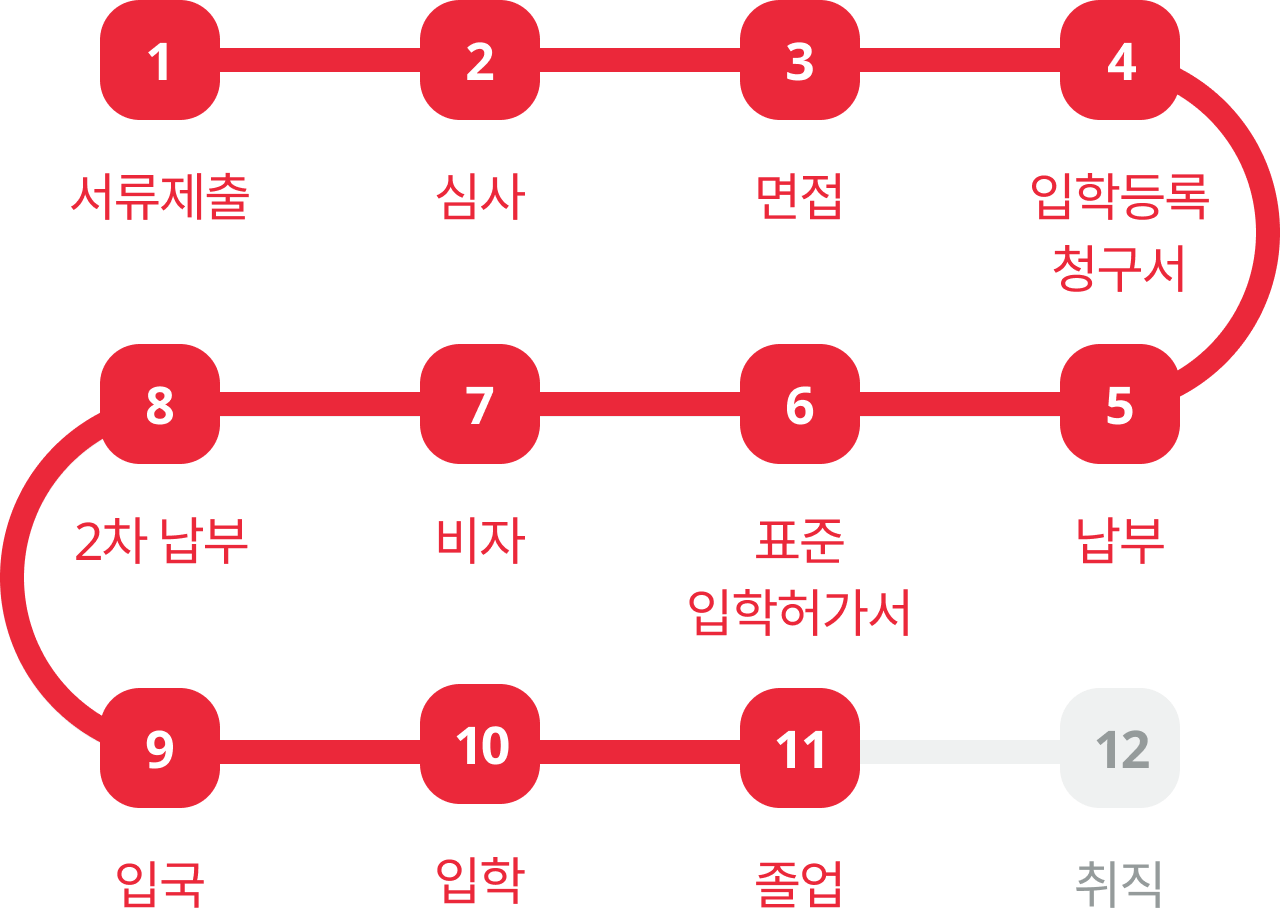 1 2 3 4
서류제출 심사 면접 입학등록
청구서
8 7 6 5
2차 납부 비자 표준 납부
입학허가서
9 10 11 12
입국 입학 졸업 취직